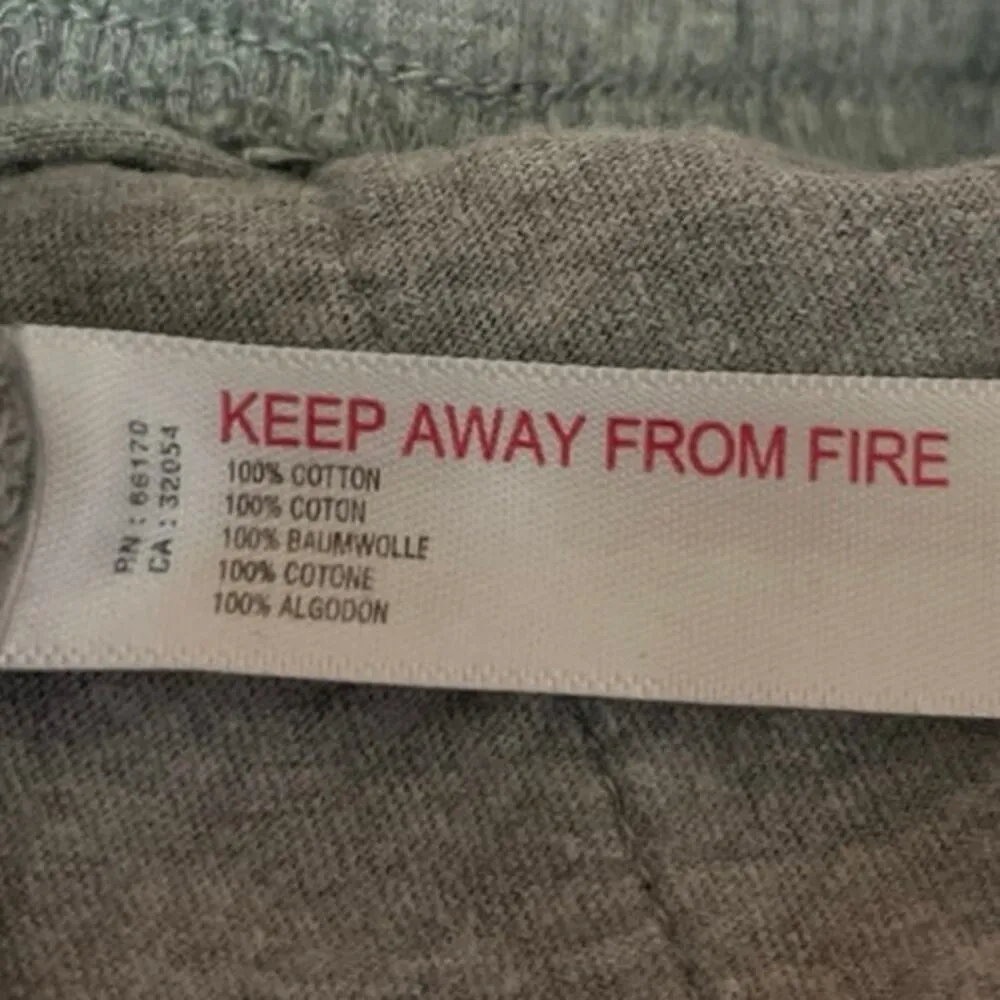 KEEP AWAY FROM FIRE
100% COTTON
100% COTON
100% BAUMWOLLE
100% COTONE
100% ALGODON
RN : 66170
CA : 32054